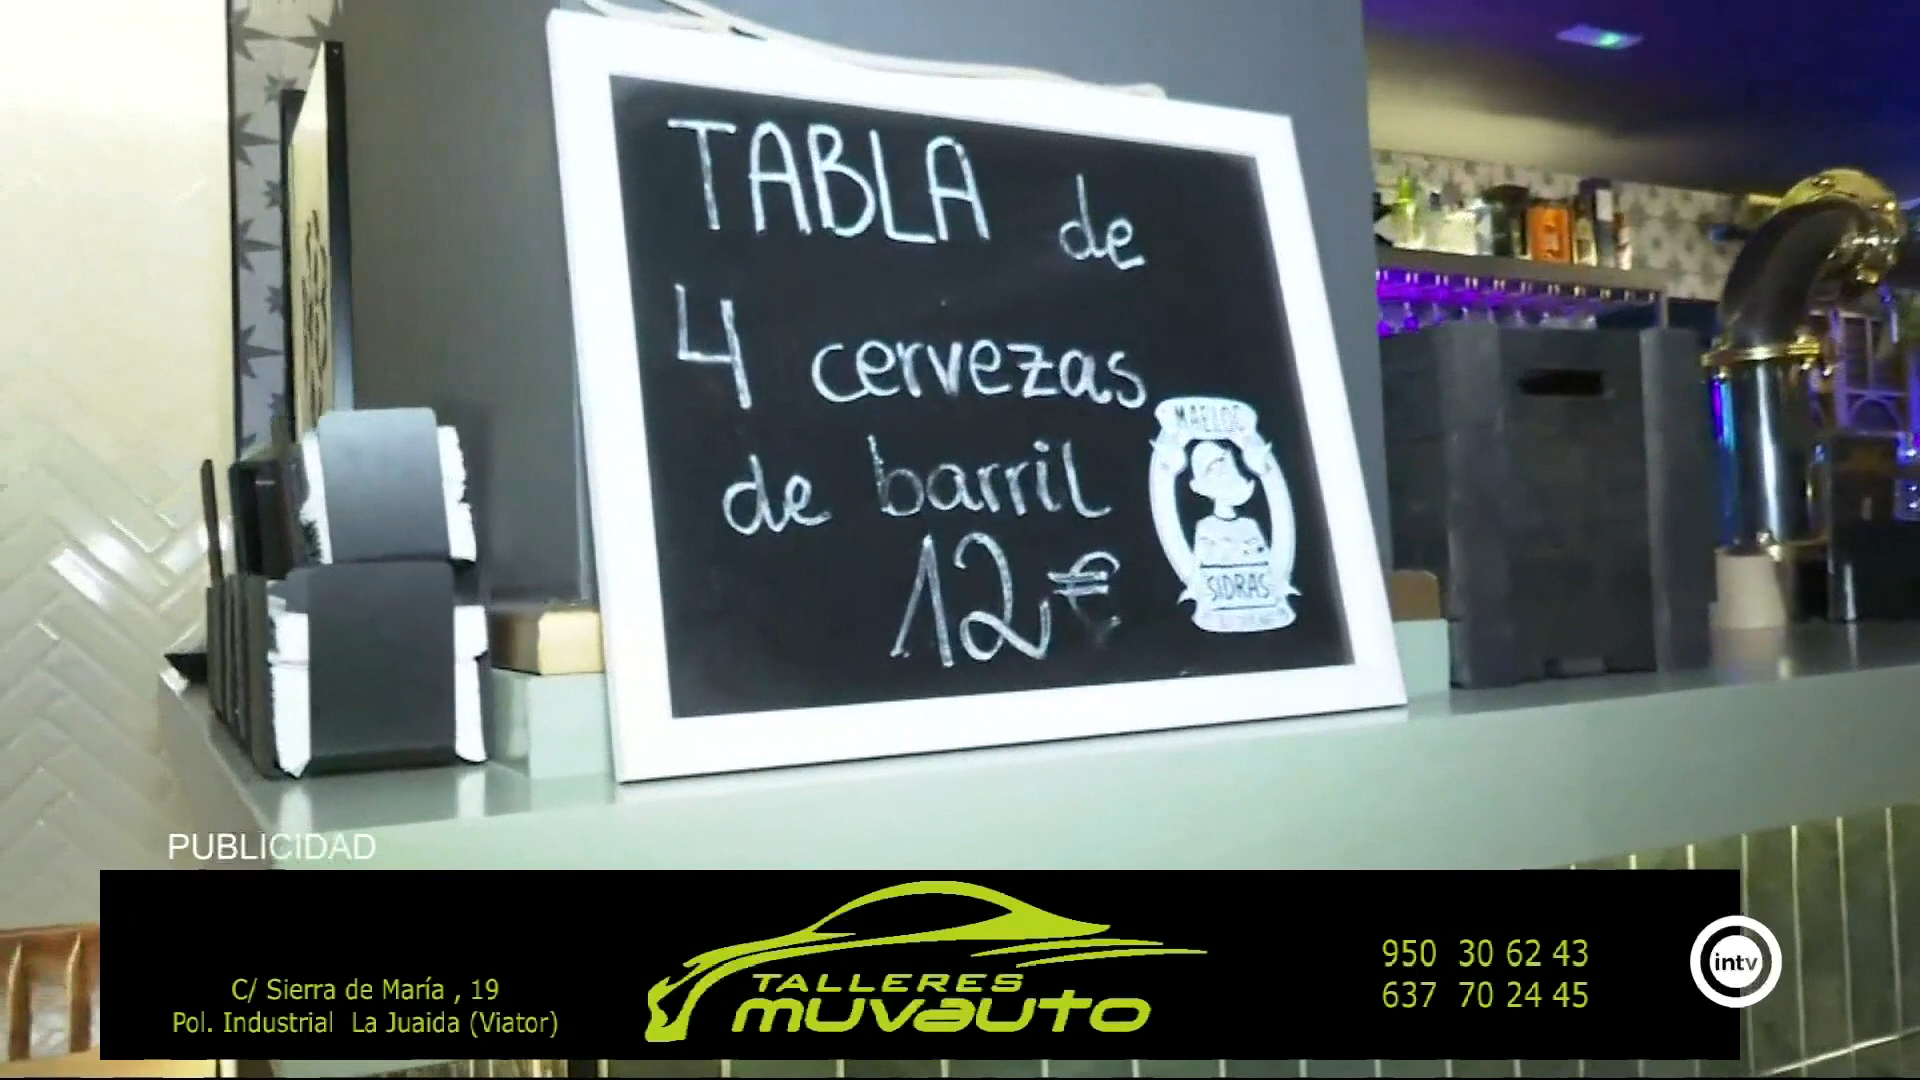 TABLA de
4 cervezas
de barril
12€
MAELOC
SIDRAS
PUBLICIDAD
C/ Sierra de María , 19
Pol. Industrial La Juaida (Viator)
TALLERES
muvauto
950 30 62 43
637 70 24 45
intv